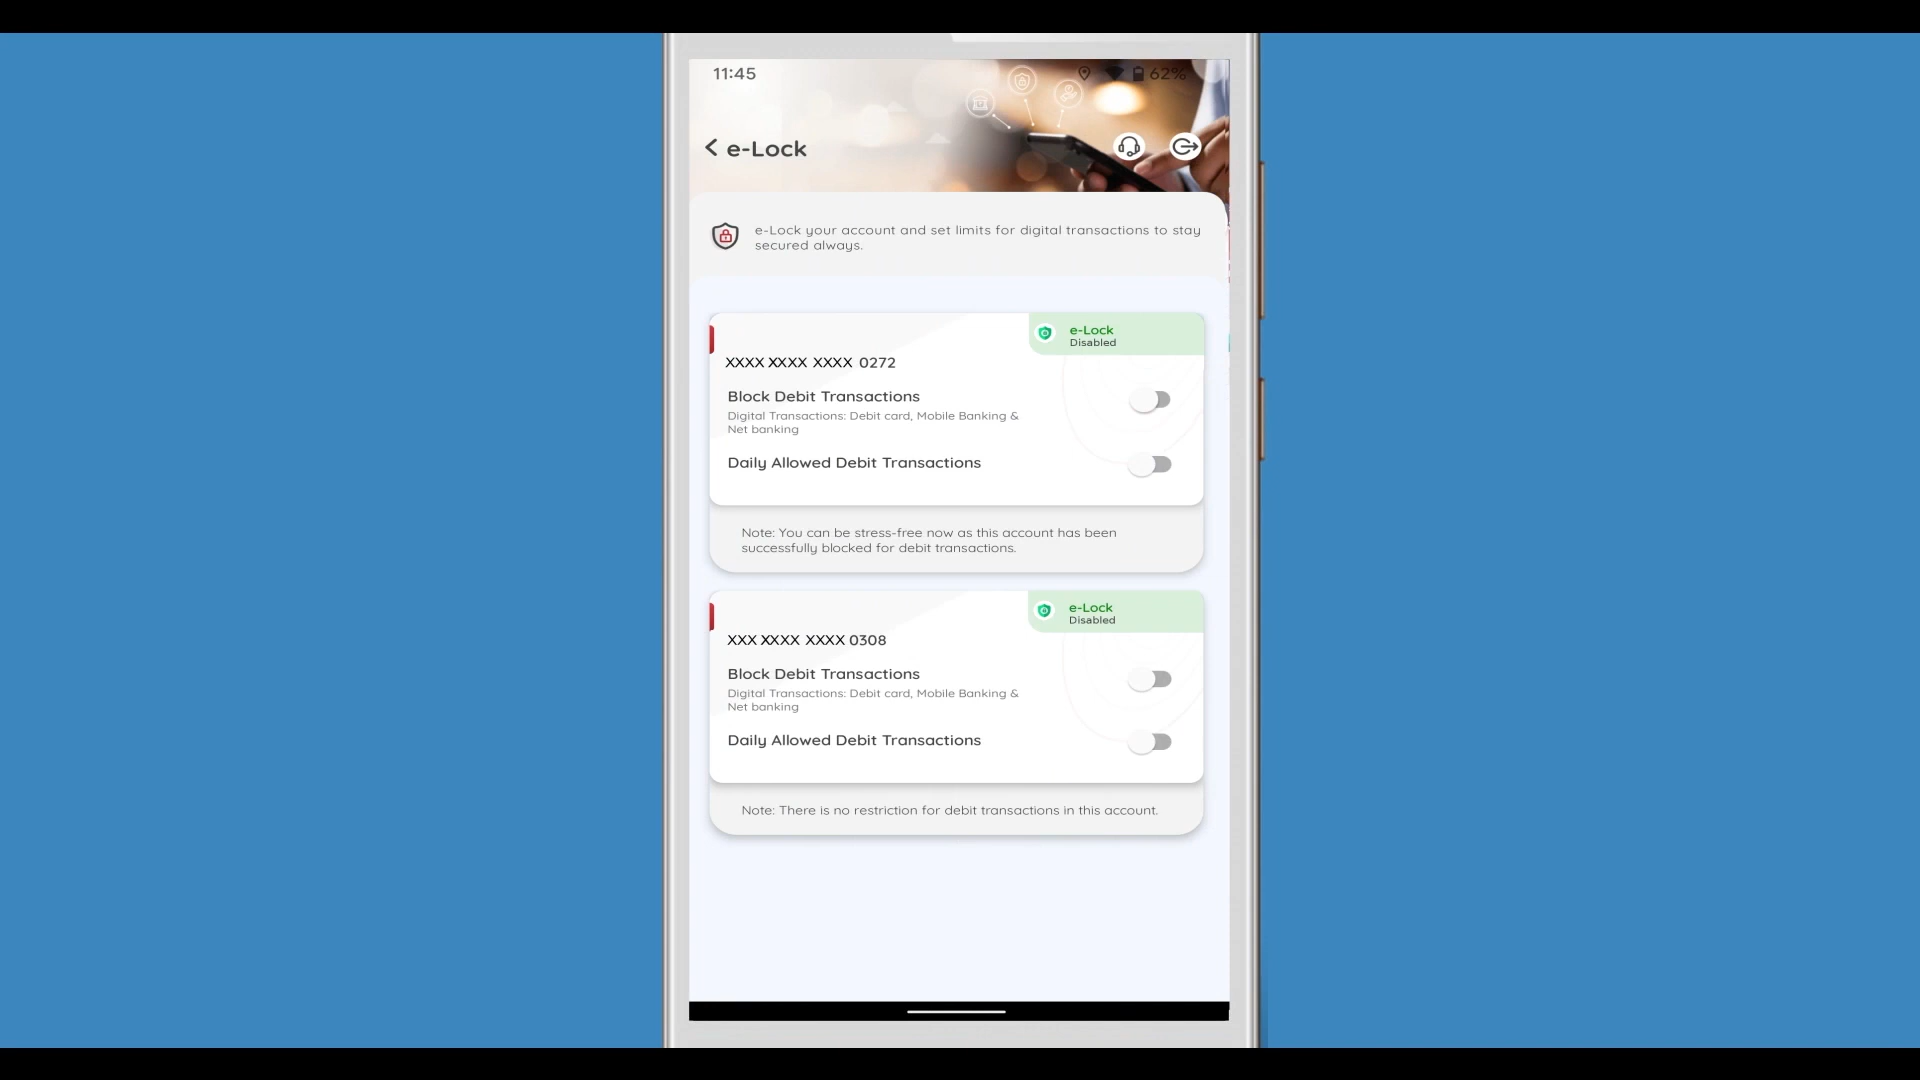 11:45
62%
e-Lock
e-Lock your account and set limits for digital transactions to stay
secured always.
e-Lock
Disabled
XXXX XXXX XXXX 0272
Block Debit Transactions
Digital Transactions: Debit card, Mobile Banking &
Net banking
Daily Allowed Debit Transactions
Note: You can be stress-free now as this account has been
successfully blocked for debit transactions.
e-Lock
Disabled
XXX XXXX XXXX 0308
Block Debit Transactions
Digital Transactions: Debit card, Mobile Banking &
Net banking
Daily Allowed Debit Transactions
Note: There is no restriction for debit transactions in this account.